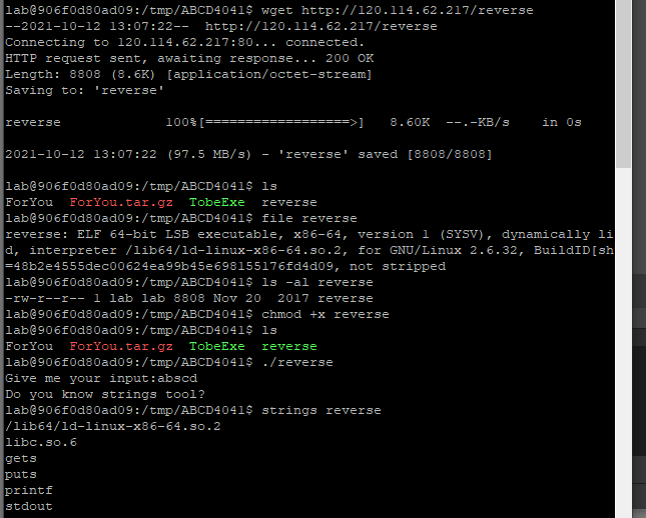 lab@906f0d80ad09:/tmp/ABCD4041$ wget http://120.114.62.217/reverse
--2021-10-12 13:07:22--  http://120.114.62.217/reverse
Connecting to 120.114.62.217:80... connected.
HTTP request sent, awaiting response... 200 OK
Length: 8808 (8.6K) [application/octet-stream]
Saving to: 'reverse'
reverse             100%[===================>]   8.60K  --.-KB/s    in 0s
2021-10-12 13:07:22 (97.5 MB/s) - 'reverse' saved [8808/8808]
lab@906f0d80ad09:/tmp/ABCD4041$ ls
ForYou  ForYou.tar.gz  TobeExe  reverse
lab@906f0d80ad09:/tmp/ABCD4041$ file reverse
reverse: ELF 64-bit LSB executable, x86-64, version 1 (SYSV), dynamically li
d, interpreter /lib64/ld-linux-x86-64.so.2, for GNU/Linux 2.6.32, BuildID[sh
=48b2e4555dec00624ea99b45e698155176fd4d09, not stripped
lab@906f0d80ad09:/tmp/ABCD4041$ ls -al reverse
-rw-r--r-- 1 lab lab 8808 Nov 20  2017 reverse
lab@906f0d80ad09:/tmp/ABCD4041$ chmod +x reverse
lab@906f0d80ad09:/tmp/ABCD4041$ ls
ForYou  ForYou.tar.gz  TobeExe  reverse
lab@906f0d80ad09:/tmp/ABCD4041$ ./reverse
Give me your input:abscd
Do you know strings tool?
lab@906f0d80ad09:/tmp/ABCD4041$ strings reverse
/lib64/ld-linux-x86-64.so.2
libc.so.6
gets
puts
printf
stdout